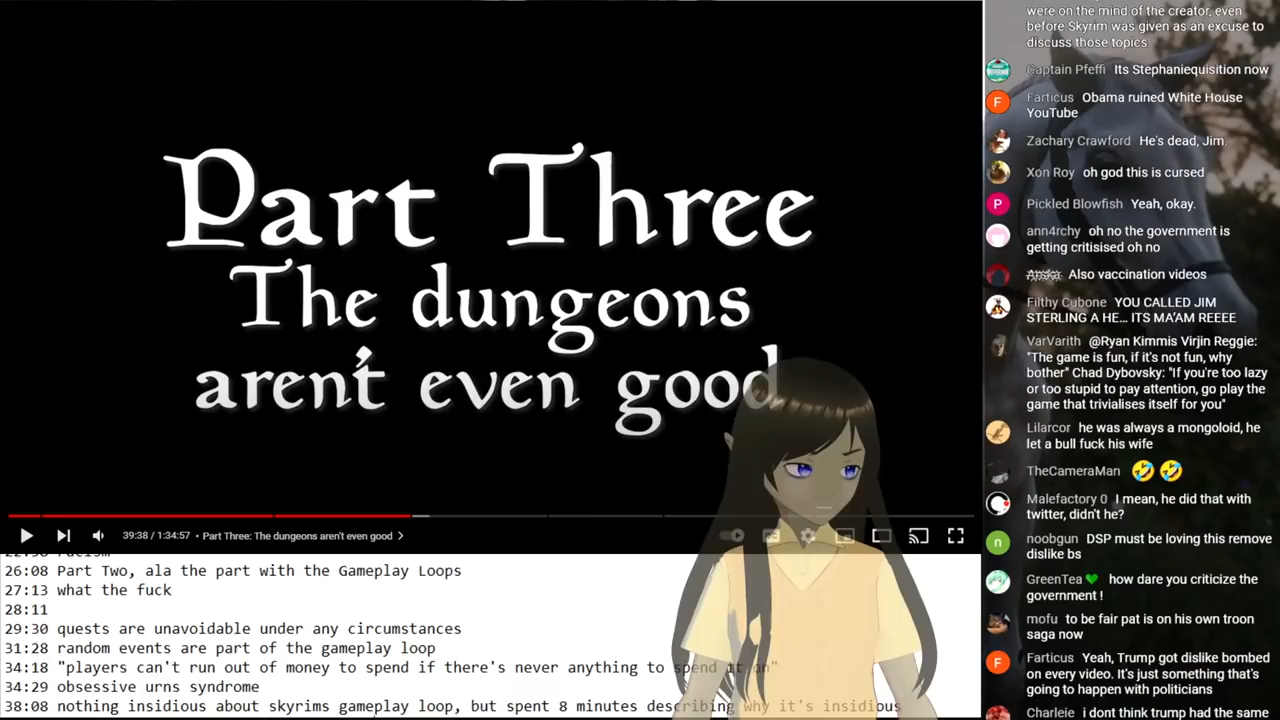 Part Three
The dungeons
aren't even good
39:38 / 1:34:57 • Part Three: The dungeons aren't even good
26:08 Part Two, ala the part with the Gameplay Loops
27:13 what the fuck
28:11
29:30 quests are unavoidable under any circumstances
31:28 random events are part of the gameplay loop
34:18 "players can't run out of money to spend if there's never anything to spend it on"
34:29 obsessive urns syndrome
38:08 nothing insidious about skyrims gameplay loop, but spent 8 minutes describing why it's insidious
were on the mind of the creator, even
before Skyrim was given as an excuse to
discuss those topics.
Captain Pfeffi Its Stephaniequisition now
Farticus Obama ruined White House
YouTube
Zachary Crawford He's dead, Jim.
Xon Roy oh god this is cursed
Pickled Blowfish Yeah, okay.
ann4rchy oh no the government is
getting critisised oh no
Also vaccination videos
Filthy Cubone YOU CALLED JIM
STERLING A HE... ITS MA'AM REEEE
VarVarith @Ryan Kimmis Virjin Reggie:
"The game is fun, if it's not fun, why
bother" Chad Dybovsky: "If you're too lazy
or too stupid to pay attention, go play the
game that trivialises itself for you"
Lilarcor he was always a mongoloid, he
let a bull fuck his wife
TheCameraMan 🤣 🤣
Malefactory 0 I mean, he did that with
twitter, didn't he?
noobgun DSP must be loving this remove
dislike bs
GreenTea💚 how dare you criticize the
government !
mofu to be fair pat is on his own troon
saga now
Farticus Yeah, Trump got dislike bombed
on every video. It's just something that's
going to happen with politicians
Charleie i dont think trump had the same